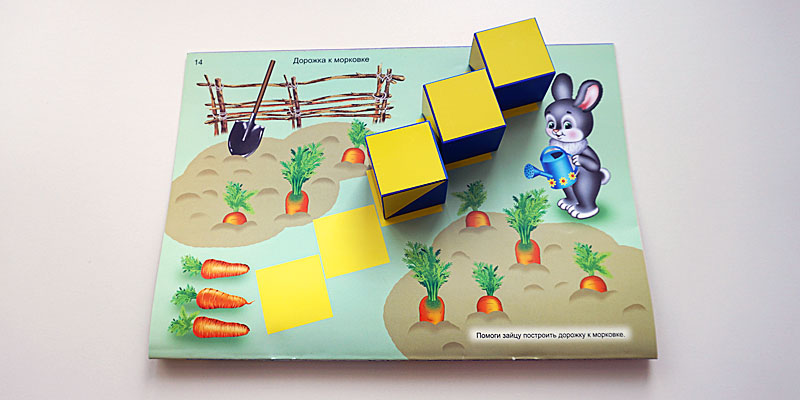 14
Дорожка к морковке
Помоги зайцу построить дорожку к морковке.